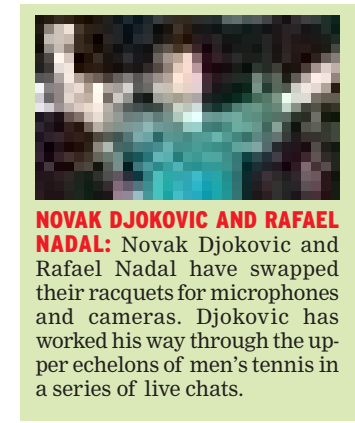 NOVAK DJOKOVIC AND RAFAEL
NADAL: Novak Djokovic and
Rafael Nadal have swapped
their racquets for microphones
and cameras. Djokovic has
worked his way through the up-
per echelons of men's tennis in
a series of live chats.